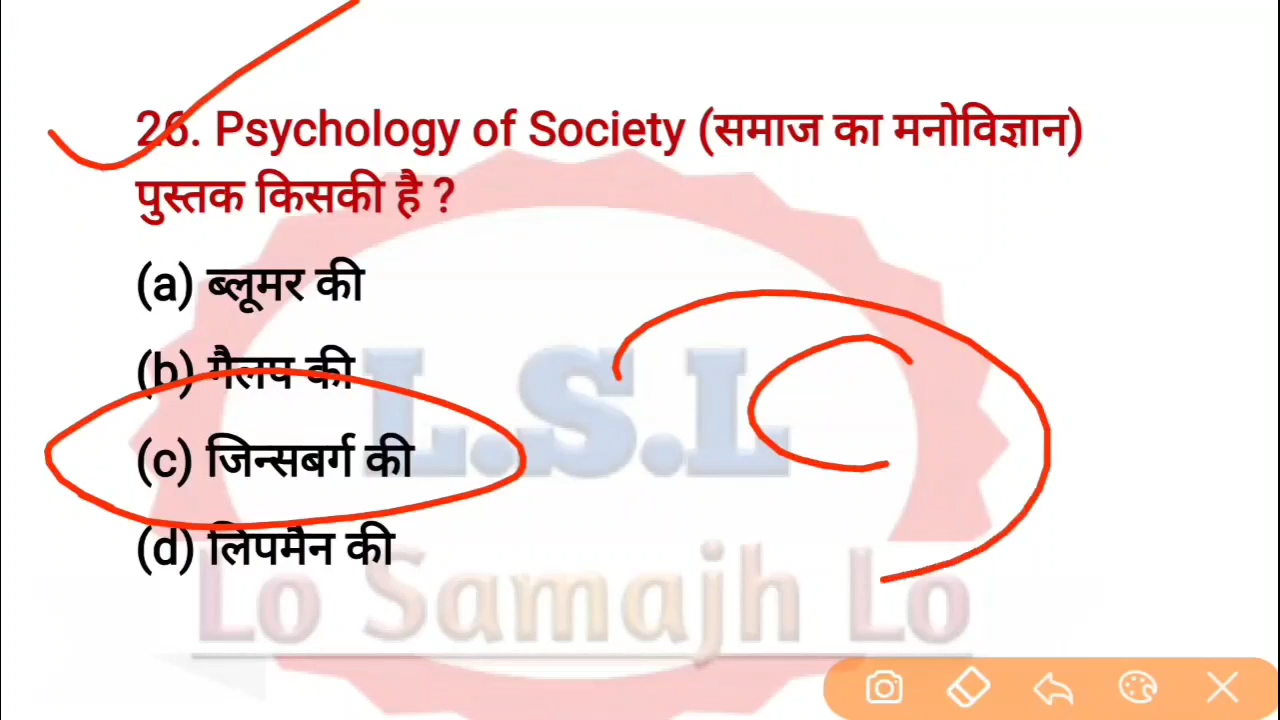 26. Psychology of Society (समाज का मनोविज्ञान)
पुस्तक किसकी है ?
(a) ब्लूमर की
(b) गैलप की
(c) जिन्सबर्ग की
(d) लिपमैन की
L.S.L
Lo Samajh Lo